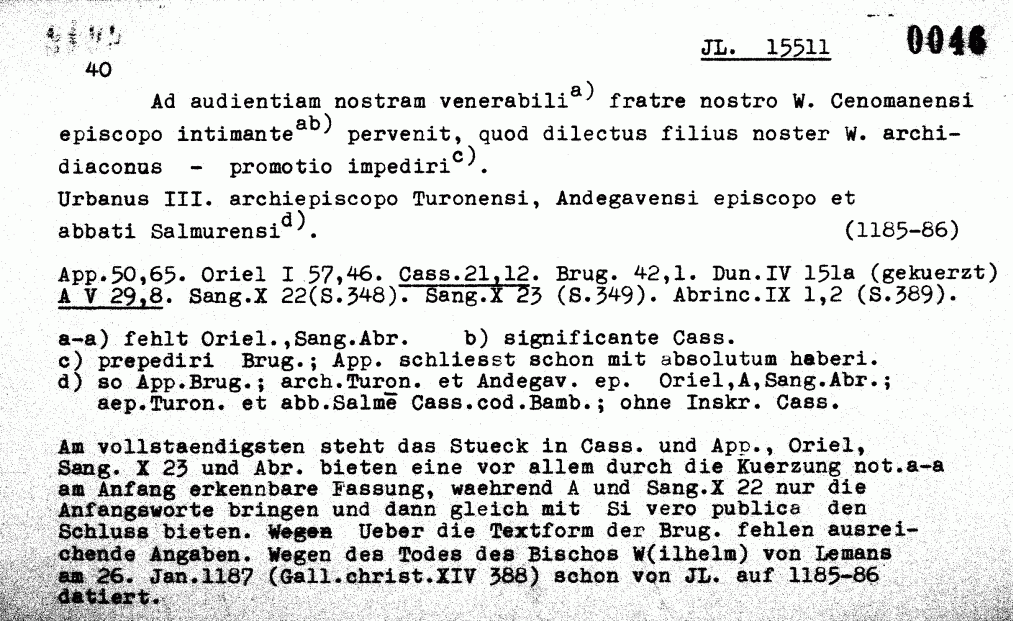 JL. 15511 0046
40
Ad audientiam nostram venerabili a) fratre nostro W. Cenomanensi
episcopo intimante ab) pervenit, quod dilectus filius noster W. archi-
diaconus - promotio impediri c).
Urbanus III. archiepiscopo Turonensi, Andegavensi episcopo et
abbati Salmurensi d). (1185-86)
App.50,65. Oriel I 57,46. Cass.21,12. Brug. 42,1. Dun.IV 151a (gekuerzt)
A V 29,8. Sang.X 22(S.348). Sang.X 23 (S.349). Abrinc.IX 1,2 (S.389).
a-a) fehlt Oriel.,Sang.Abr. b) significante Cass.
c) prepediri Brug.; App. schliesst schon mit absolutum haberi.
d) so App.Brug.; arch.Turon. et Andegav. ep. Oriel,A,Sang.Abr.;
aep.Turon. et abb.Salmē Cass.cod.Bamb.; ohne Inskr. Cass.
Am vollstaendigsten steht das Stueck in Cass. und App., Oriel,
Sang. X 23 und Abr. bieten eine vor allem durch die Kuerzung not.a-a
am Anfang erkennbare Fassung, waehrend A und Sang.X 22 nur die
Anfangsworte bringen und dann gleich mit Si vero publica den
Schluss bieten. Wegen Ueber die Textform der Brug. fehlen ausrei-
chende Angaben. Wegen des Todes des Bischos W(ilhelm) von Lemans
am 26. Jan.1187 (Gall.christ.XIV 388) schon von JL. auf 1185-86
datiert.